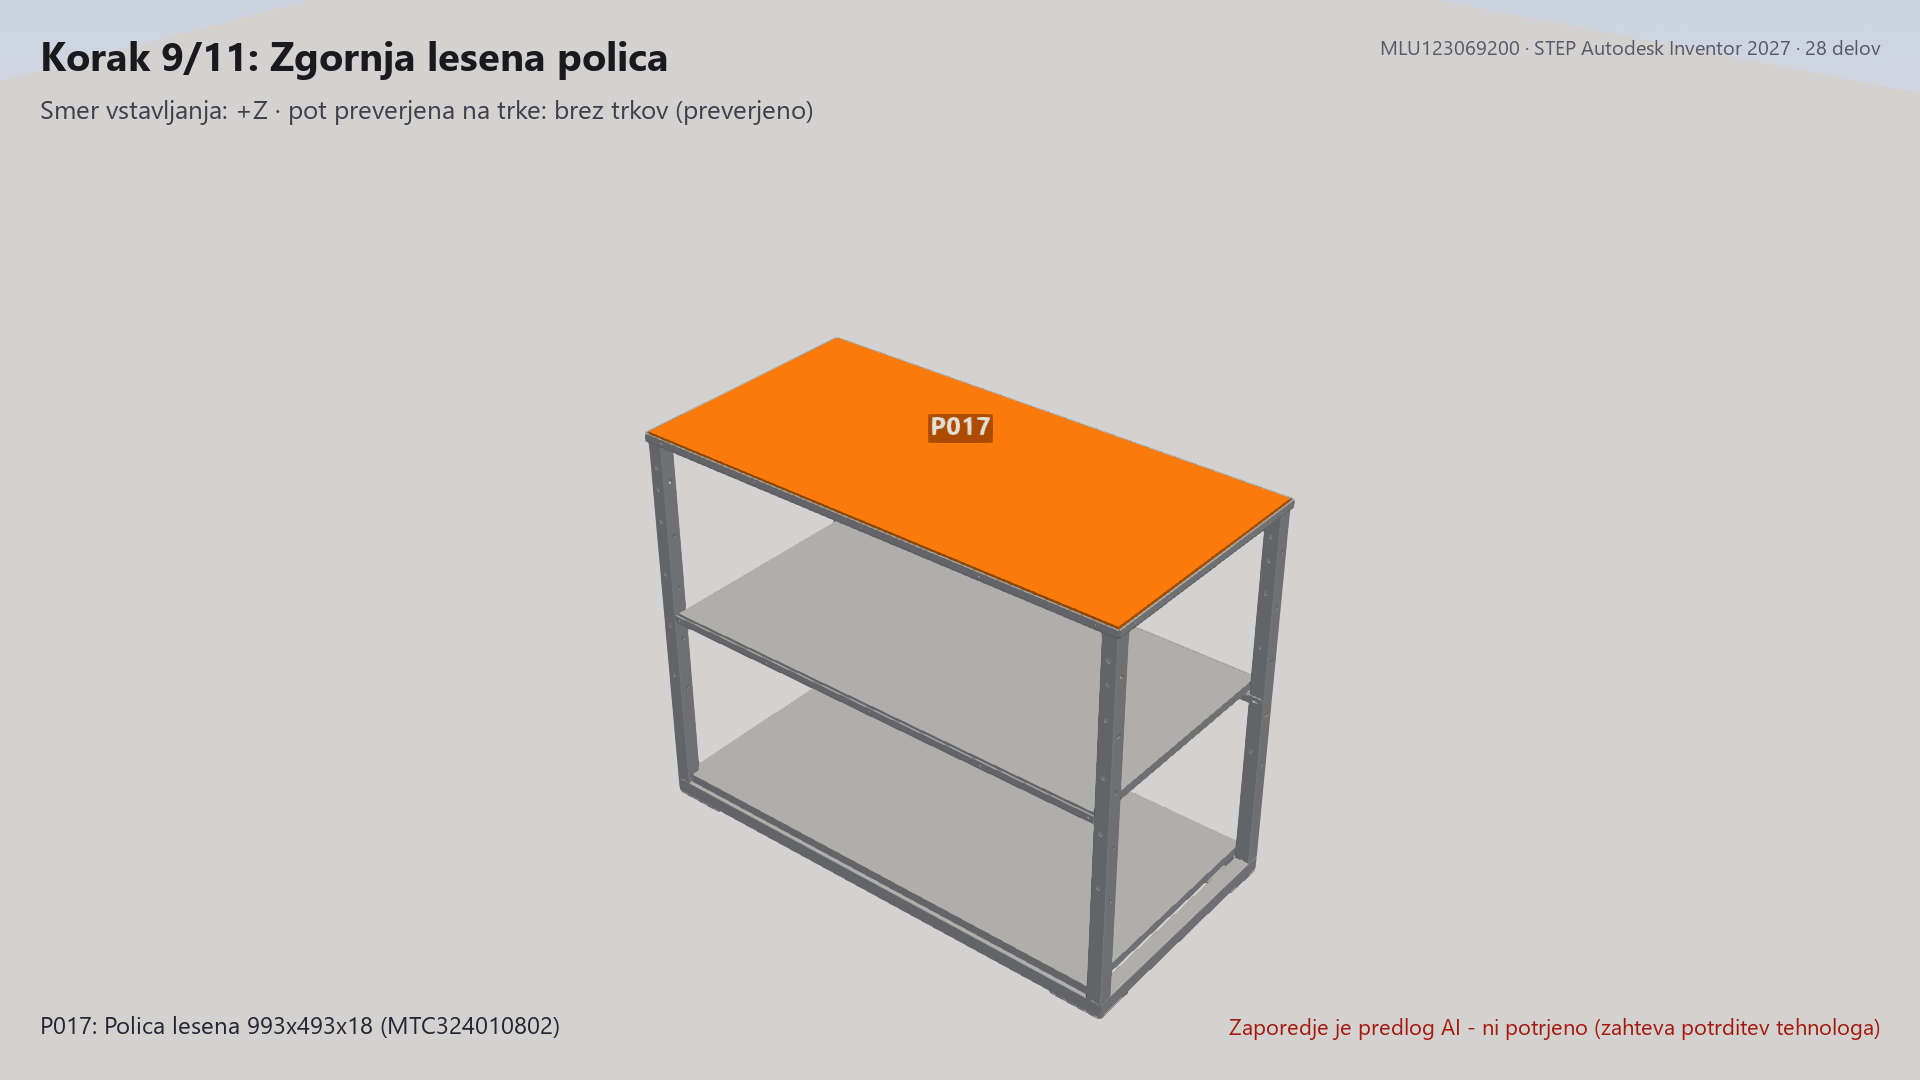 Korak 9/11: Zgornja lesena polica
MLU123069200 · STEP Autodesk Inventor 2027 · 28 delov
Smer vstavljanja: +Z · pot preverjena na trke: brez trkov (preverjeno)
P017
P017: Polica lesena 993x493x18 (MTC324010802)
Zaporedje je predlog AI - ni potrjeno (zahteva potrditev tehnologa)